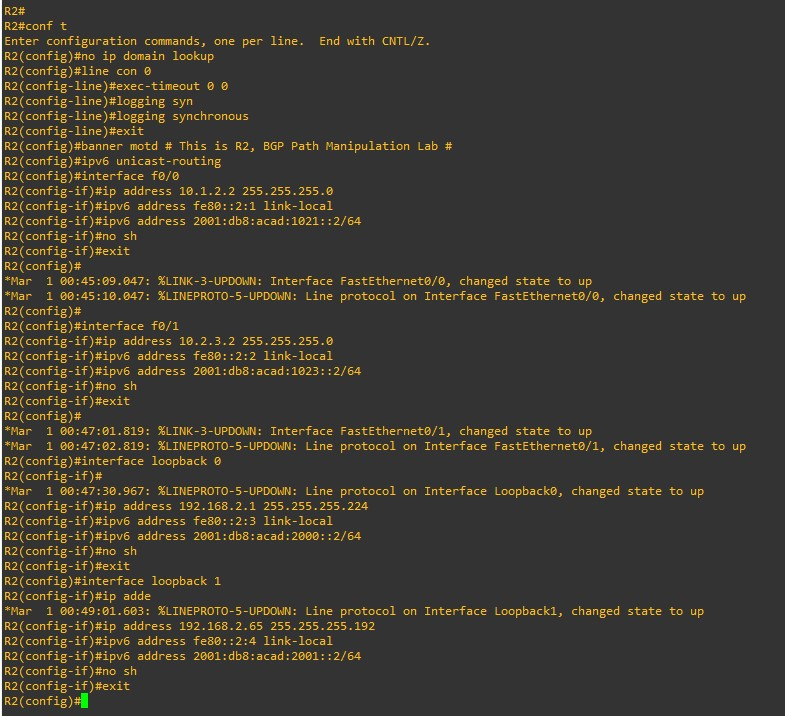 R2#
R2#conf t
Enter configuration commands, one per line.  End with CNTL/Z.
R2(config)#no ip domain lookup
R2(config)#line con 0
R2(config-line)#exec-timeout 0 0
R2(config-line)#logging syn
R2(config-line)#logging synchronous
R2(config-line)#exit
R2(config)#banner motd # This is R2, BGP Path Manipulation Lab #
R2(config)#ipv6 unicast-routing
R2(config)#interface f0/0
R2(config-if)#ip address 10.1.2.2 255.255.255.0
R2(config-if)#ipv6 address fe80::2:1 link-local
R2(config-if)#ipv6 address 2001:db8:acad:1021::2/64
R2(config-if)#no sh
R2(config-if)#exit
R2(config)#
*Mar  1 00:45:09.047: %LINK-3-UPDOWN: Interface FastEthernet0/0, changed state to up
*Mar  1 00:45:10.047: %LINEPROTO-5-UPDOWN: Line protocol on Interface FastEthernet0/0, changed state to up
R2(config)#
R2(config)#interface f0/1
R2(config-if)#ip address 10.2.3.2 255.255.255.0
R2(config-if)#ipv6 address fe80::2:2 link-local
R2(config-if)#ipv6 address 2001:db8:acad:1023::2/64
R2(config-if)#no sh
R2(config-if)#exit
R2(config)#
*Mar  1 00:47:01.819: %LINK-3-UPDOWN: Interface FastEthernet0/1, changed state to up
*Mar  1 00:47:02.819: %LINEPROTO-5-UPDOWN: Line protocol on Interface FastEthernet0/1, changed state to up
R2(config)#interface loopback 0
R2(config-if)#
*Mar  1 00:47:30.967: %LINEPROTO-5-UPDOWN: Line protocol on Interface Loopback0, changed state to up
R2(config-if)#ip address 192.168.2.1 255.255.255.224
R2(config-if)#ipv6 address fe80::2:3 link-local
R2(config-if)#ipv6 address 2001:db8:acad:2000::2/64
R2(config-if)#no sh
R2(config-if)#exit
R2(config)#interface loopback 1
R2(config-if)#ip adde
*Mar  1 00:49:01.603: %LINEPROTO-5-UPDOWN: Line protocol on Interface Loopback1, changed state to up
R2(config-if)#ip address 192.168.2.65 255.255.255.192
R2(config-if)#ipv6 address fe80::2:4 link-local
R2(config-if)#ipv6 address 2001:db8:acad:2001::2/64
R2(config-if)#no sh
R2(config-if)#exit
R2(config)#